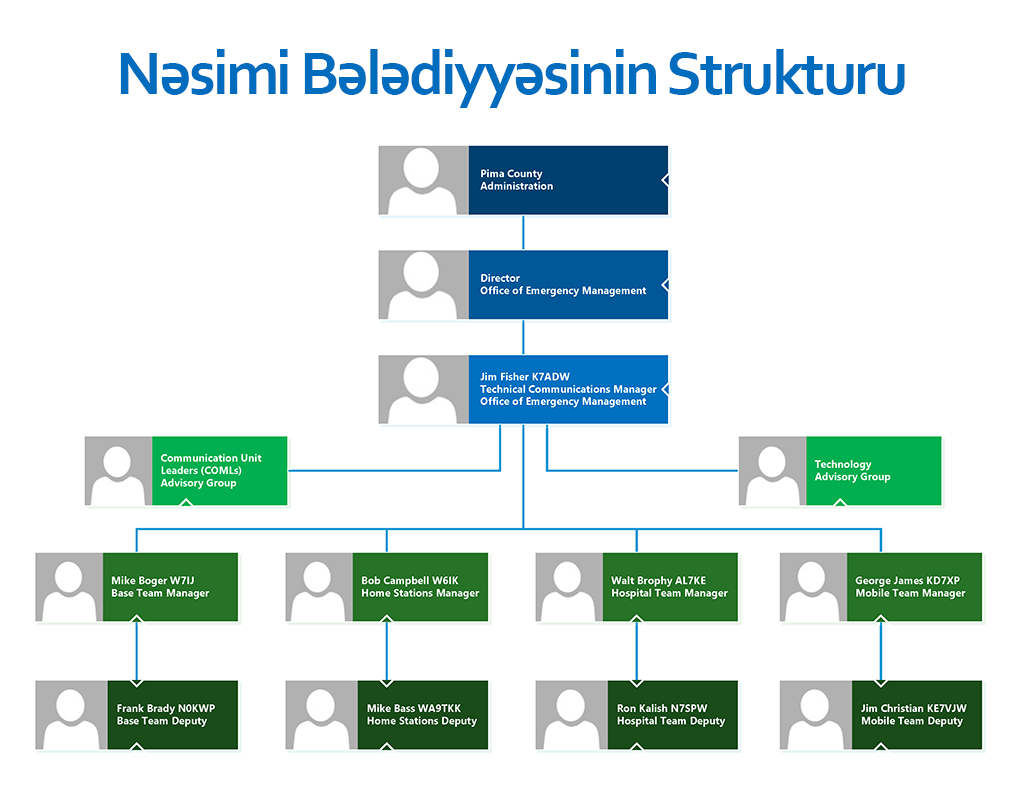 Nəsimi Bələdiyyəsinin Strukturu
Pima County
Administration
Director
Office of Emergency Management
Jim Fisher K7ADW
Technical Communications Manager
Office of Emergency Management
Communication Unit
Leaders (COMLs)
Advisory Group
Technology
Advisory Group
Mike Boger W7IJ
Base Team Manager
Bob Campbell W6IK
Home Stations Manager
Walt Brophy AL7KE
Hospital Team Manager
George James KD7XP
Mobile Team Manager
Frank Brady N0KWP
Base Team Deputy
Mike Bass WA9TKK
Home Stations Deputy
Ron Kalish N7SPW
Hospital Team Deputy
Jim Christian KE7VJW
Mobile Team Deputy